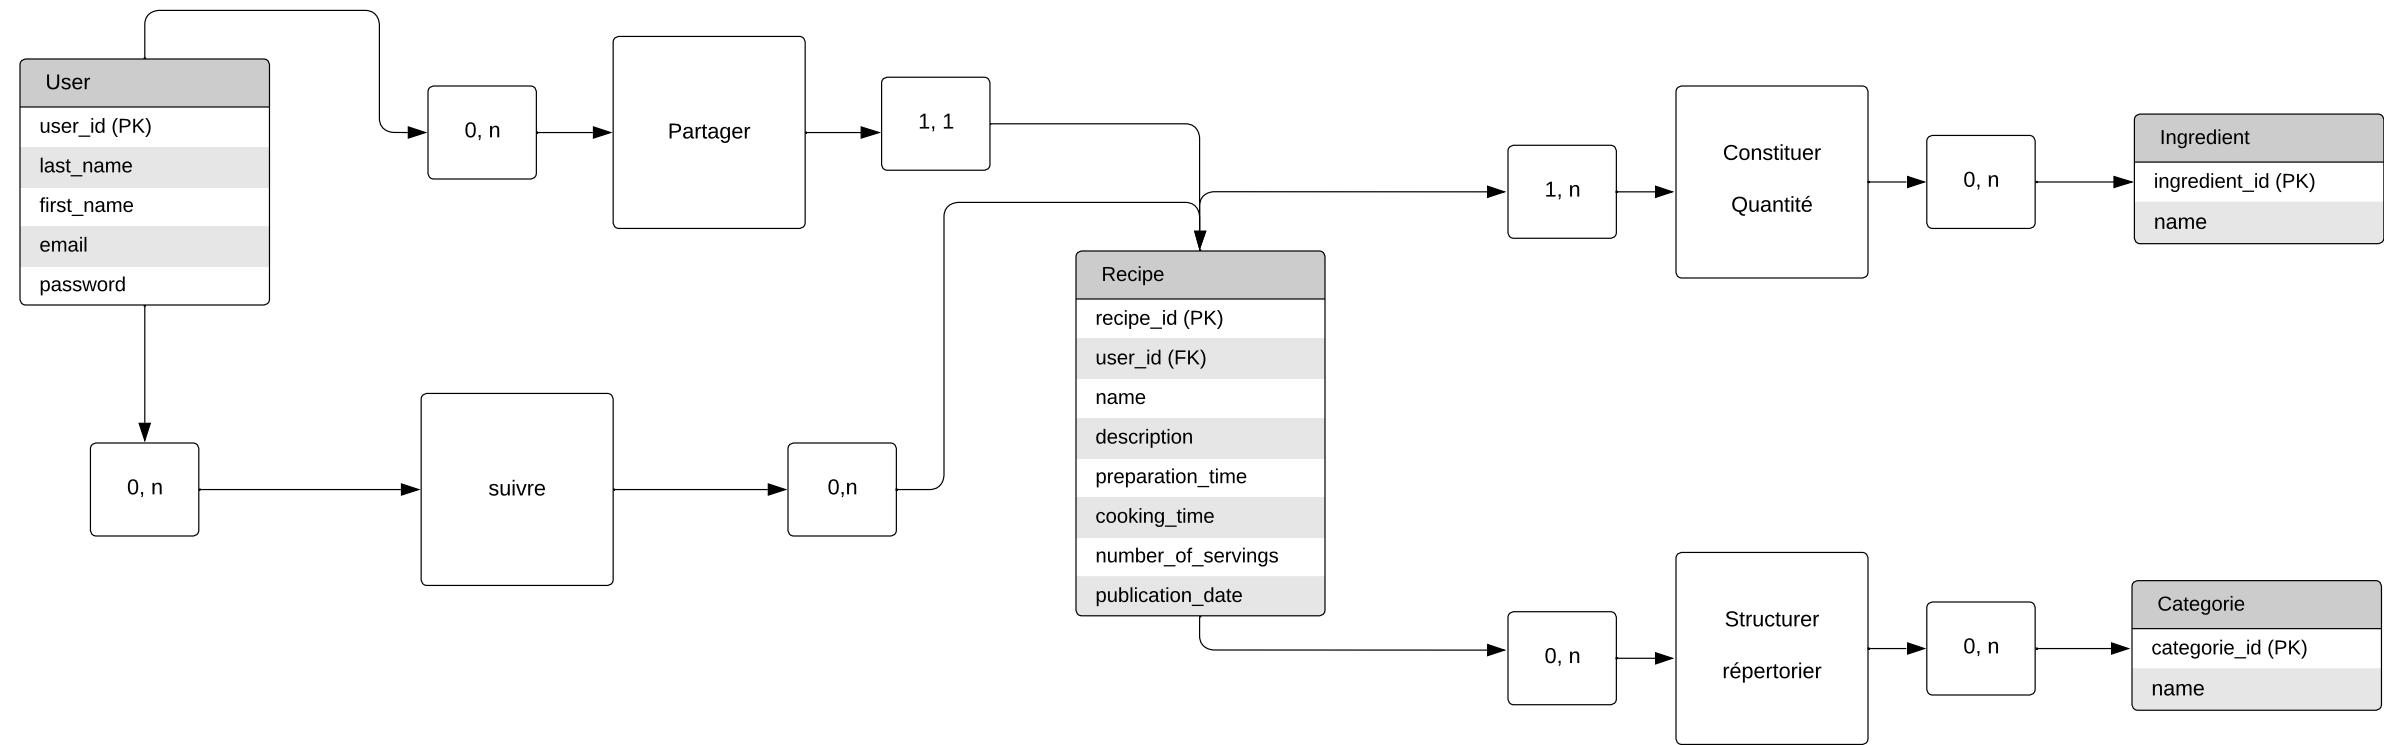 User
user_id (PK)
last_name
first_name
email
password
0, n
Partager
1, 1
0, n
suivre
0,n
Recipe
recipe_id (PK)
user_id (FK)
name
description
preparation_time
cooking_time
number_of_servings
publication_date
1, n
Constituer
Quantité
0, n
Ingredient
ingredient_id (PK)
name
0, n
Structurer
répertorier
0, n
Categorie
categorie_id (PK)
name